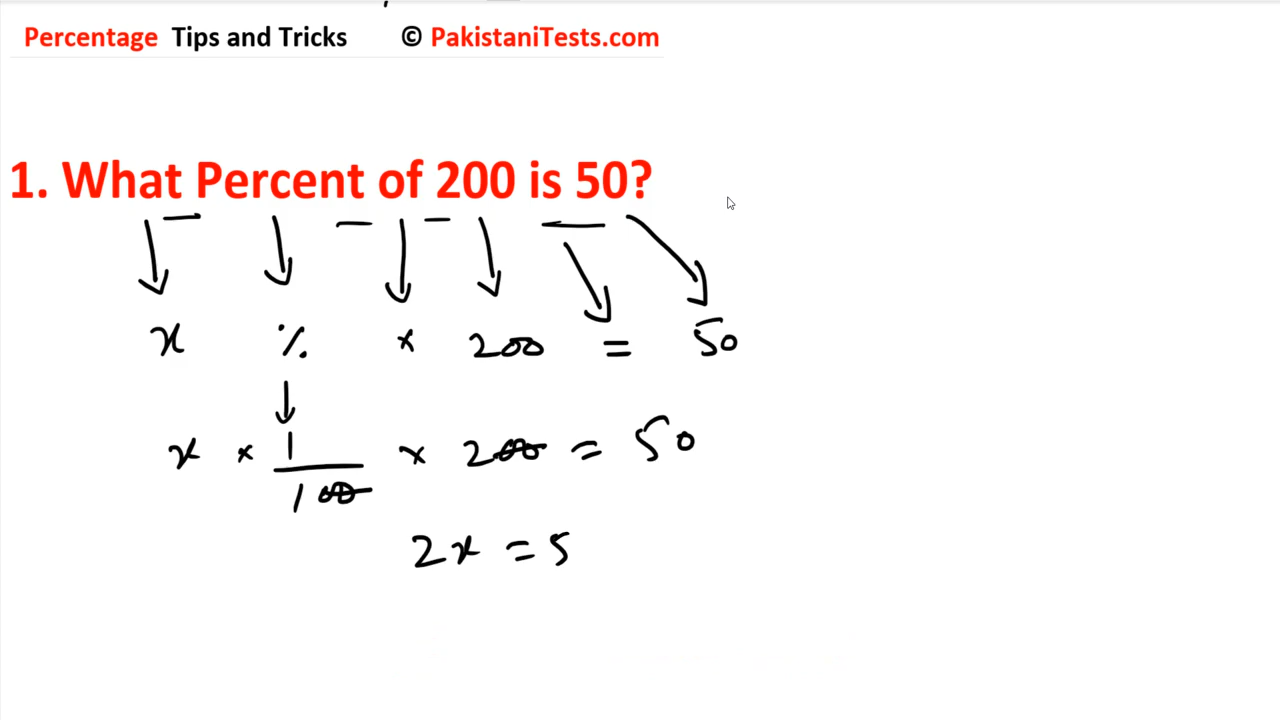 Percentage Tips and Tricks © PakistaniTests.com
1. What Percent of 200 is 50?
x % × 200 = 50
x × 1/100 × 200 = 50
2x = 5